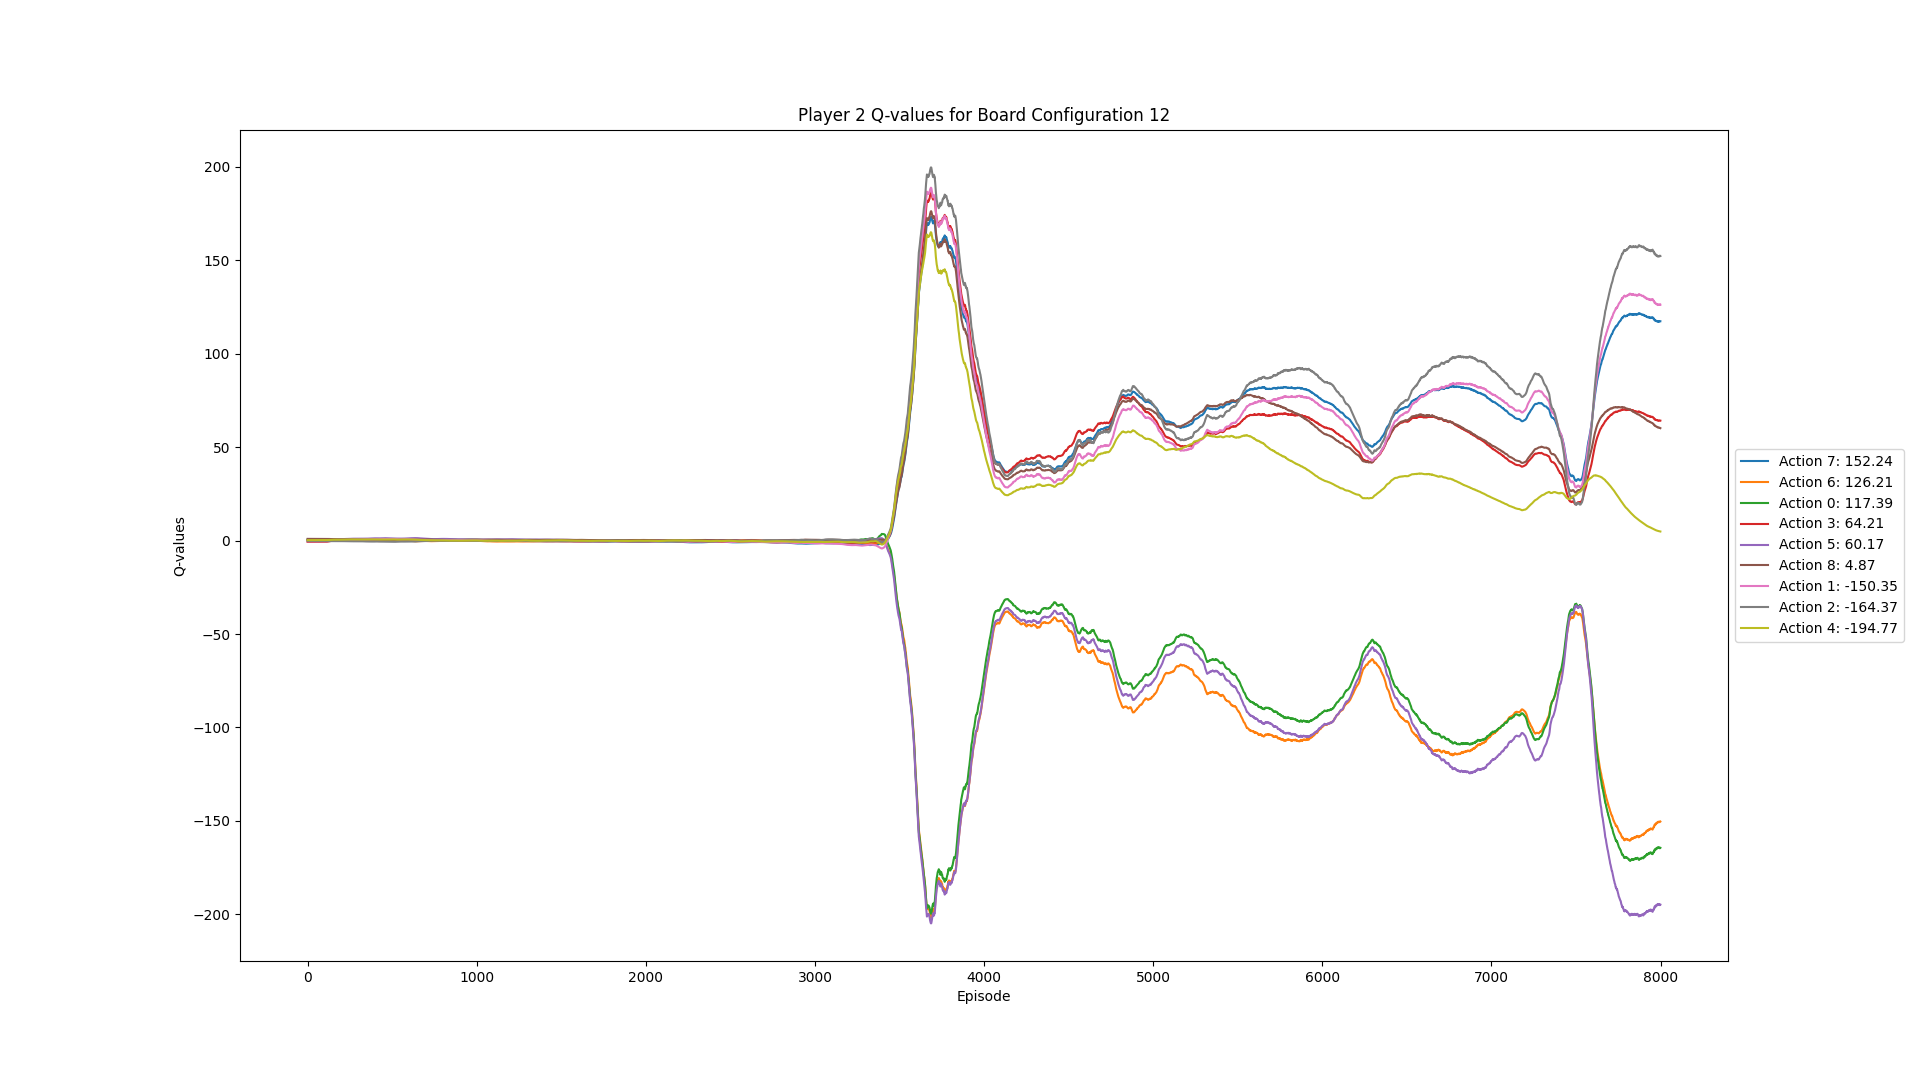 Player 2 Q-values for Board Configuration 12
200
150
100
50
0
−50
−100
−150
−200
Q-values
0 1000 2000 3000 4000 5000 6000 7000 8000
Episode
Action 7: 152.24
Action 6: 126.21
Action 0: 117.39
Action 3: 64.21
Action 5: 60.17
Action 8: 4.87
Action 1: -150.35
Action 2: -164.37
Action 4: -194.77